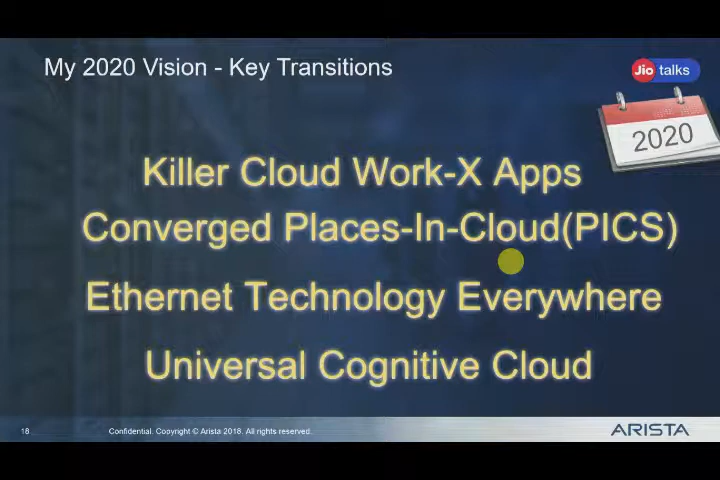 My 2020 Vision - Key Transitions
Jio talks
2020
Killer Cloud Work-X Apps
Converged Places-In-Cloud(PICS)
Ethernet Technology Everywhere
Universal Cognitive Cloud
18
Confidential. Copyright © Arista 2018. All rights reserved.
ARISTA